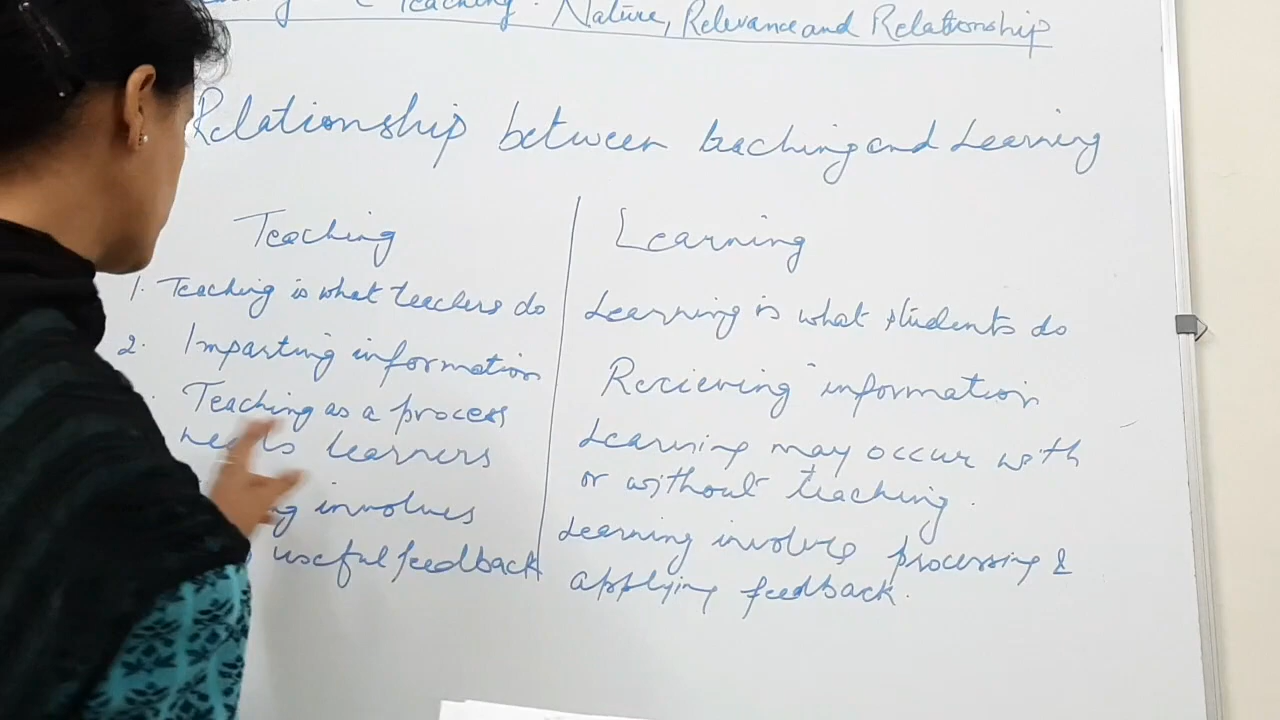 Teaching: Nature, Relevance and Relationship
Relationship between teaching and Learning
Teaching
Learning
1. Teaching is what teachers do
Learning is what students do
2. Imparting information
Recieving information
Teaching as a process
needs learners
Learning may occur with
or without teaching.
involves
useful feedback
Learning involves processing &
applying feedback.